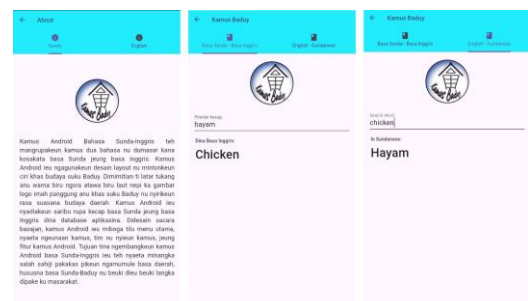 ← About
Sunda
English
Kamus Baduy
Kamus Android Bahasa Sunda-Inggris teh
mangrupakeun kamus dua bahasa nu dumasar kana
kosakata basa Sunda jeung basa Inggris. Kamus
Android ieu ngagunakeun desain layout nu mintonkeun
ciri khas budaya suku Baduy. Dimimitian ti latar tukang
anu warna biru ngora atawa biru laut nepi ka gambar
logo imah panggung anu khas suku Baduy nu nyirikeun
rasa suasana budaya daerah. Kamus Android ieu
nyadiakeun saribu rupa kecap basa Sunda jeung basa
Inggris dina database aplikasina. Didesain sacara
basajan, kamus Android ieu miboga tilu menu utama,
nyaeta ngeunaan kamus, tim nu nyieun kamus, jeung
fitur kamus Android. Tujuan tina ngembangkeun kamus
Android basa Sunda-Inggris ieu teh nyaeta minangka
salah sahiji pakakas pikeun ngamumule basa daerah,
hususna basa Sunda-Baduy nu beuki dieu beuki langka
dipake ku masarakat.
← Kamus Baduy
Basa Sunda - Basa Inggris
English - Sundanese
Kamus Baduy
Pilarian kecap
hayam
Dina Basa Inggris:
Chicken
← Kamus Baduy
Basa Sunda - Basa Inggris
English - Sundanese
Kamus Baduy
Search Word
chicken
In Sundanese:
Hayam